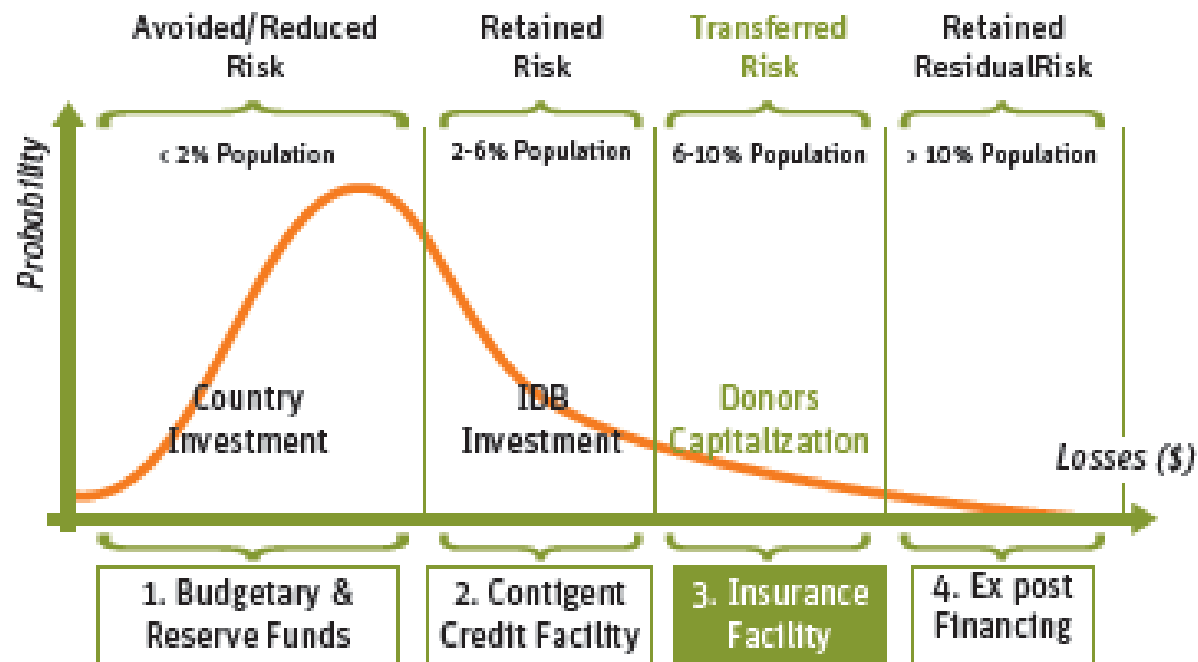 Avoided/Reduced
Risk
Retained
Risk
Transferred
Risk
Retained
ResidualRisk
Probability
< 2% Population
2-6% Population
6-10% Population
> 10% Population
Country
Investment
IDB
Investment
Donors
Capitalization
Losses ($)
1. Budgetary &
Reserve Funds
2. Contigent
Credit Facility
3. Insurance
Facility
4. Ex post
Financing